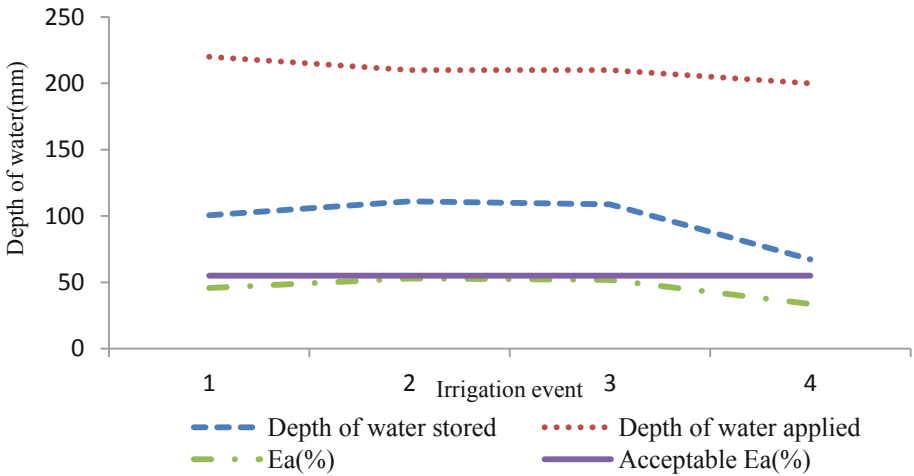 250
200
150
100
50
0
Depth of water(mm)
1 2 3 4
Irrigation event
Depth of water stored
Depth of water applied
Ea(%)
Acceptable Ea(%)